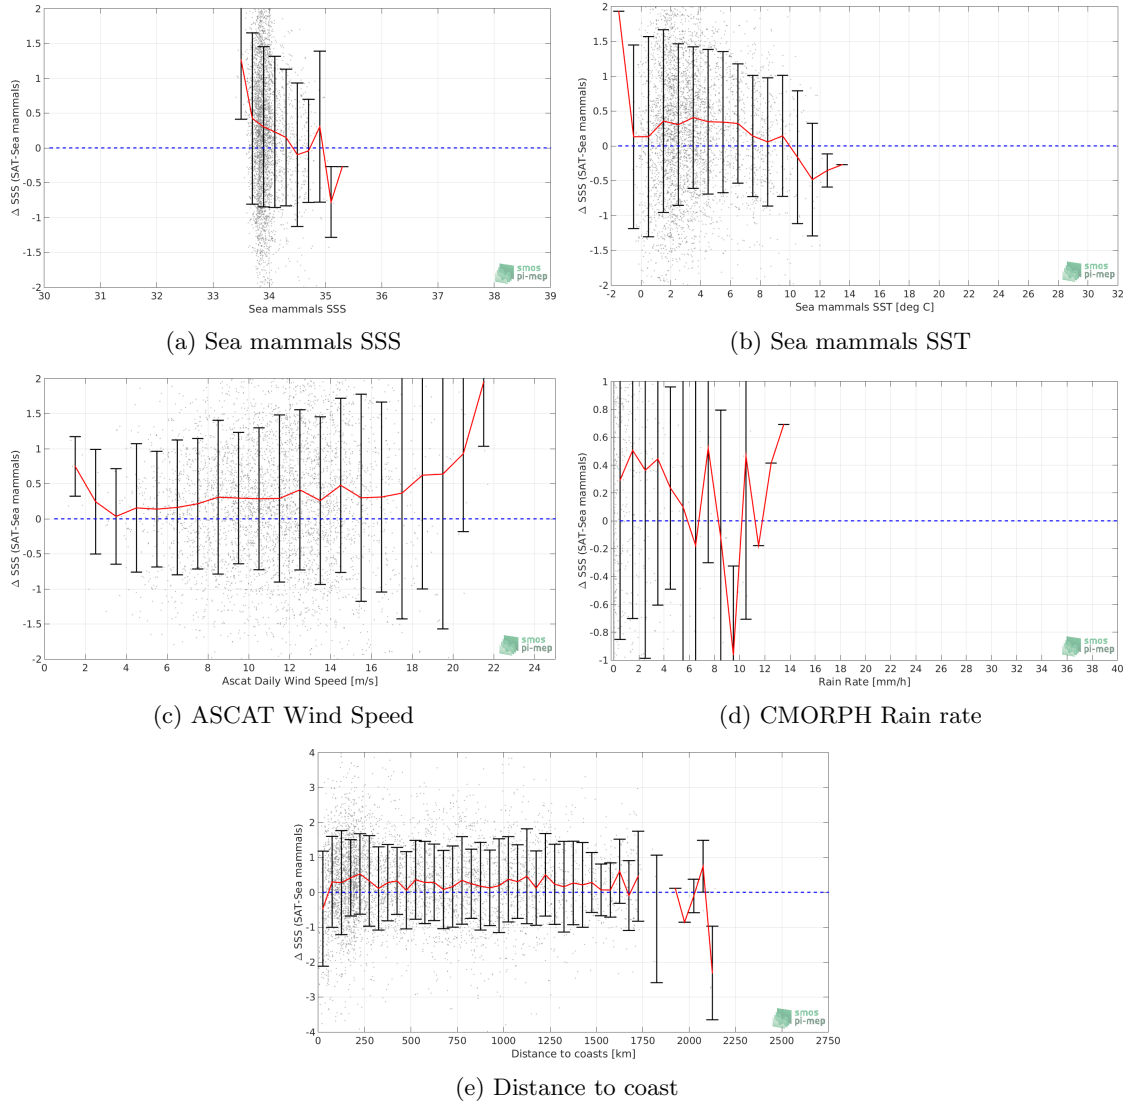 2
1.5
1
0.5
0
-0.5
-1
-1.5
-2
Δ SSS (SAT-Sea mammals)
30 31 32 33 34 35 36 37 38 39
Sea mammals SSS
smos
pi-mep
(a) Sea mammals SSS
2
1.5
1
0.5
0
-0.5
-1
-1.5
-2
Δ SSS (SAT-Sea mammals)
-2 0 2 4 6 8 10 12 14 16 18 20 22 24 26 28 30 32
Sea mammals SST [deg C]
smos
pi-mep
(b) Sea mammals SST
2
1.5
1
0.5
0
-0.5
-1
-1.5
-2
Δ SSS (SAT-Sea mammals)
0 2 4 6 8 10 12 14 16 18 20 22 24
Ascat Daily Wind Speed [m/s]
smos
pi-mep
(c) ASCAT Wind Speed
1
0.8
0.6
0.4
0.2
0
-0.2
-0.4
-0.6
-0.8
-1
Δ SSS (SAT-Sea mammals)
0 2 4 6 8 10 12 14 16 18 20 22 24 26 28 30 32 34 36 38 40
Rain Rate [mm/h]
smos
pi-mep
(d) CMORPH Rain rate
4
3
2
1
0
-1
-2
-3
-4
Δ SSS (SAT-Sea mammals)
0 250 500 750 1000 1250 1500 1750 2000 2250 2500 2750
Distance to coasts [km]
smos
pi-mep
(e) Distance to coast